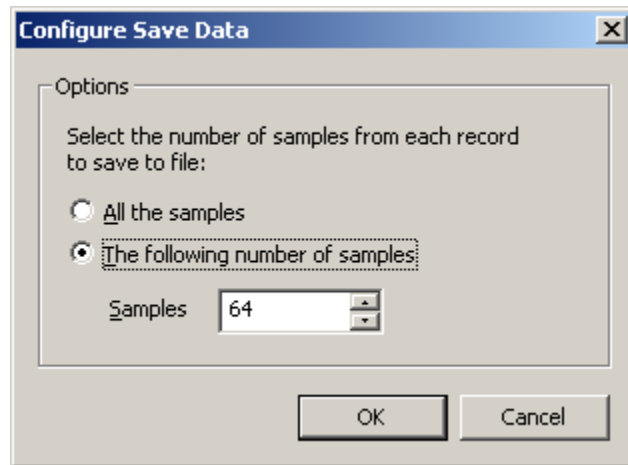 Configure Save Data
Options
Select the number of samples from each record
to save to file:
All the samples
The following number of samples
Samples 64
OK Cancel